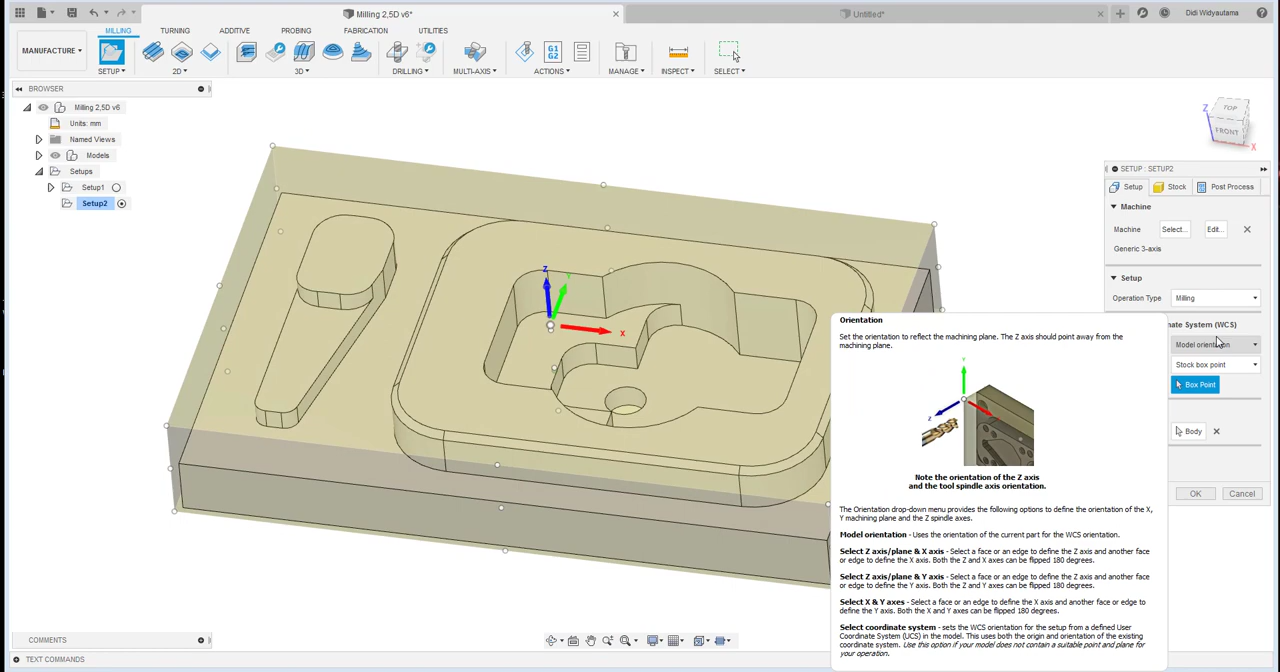 Milling 2,5D v6*
Untitled*
Didi Widyautama
MANUFACTURE
MILLING
TURNING
ADDITIVE
PROBING
FABRICATION
UTILITIES
G1
G2
SETUP
2D
3D
DRILLING
MULTI-AXIS
ACTIONS
MANAGE
INSPECT
SELECT
BROWSER
Milling 2,5D v6
Units: mm
Named Views
Models
Setups
Setup1
Setup2
Z
Y
X
TOP
FRONT
Z
X
SETUP : SETUP2
Setup
Stock
Post Process
Machine
Machine
Select...
Edit...
Generic 3-axis
Setup
Operation Type
Milling
nate System (WCS)
Model orientation
Stock box point
Box Point
Body
OK
Cancel
Orientation
Set the orientation to reflect the machining plane. The Z axis should point away from the
machining plane.
Y
Z
Note the orientation of the Z axis
and the tool spindle axis orientation.
The Orientation drop-down menu provides the following options to define the orientation of the X,
Y machining plane and the Z spindle axes.
Model orientation - Uses the orientation of the current part for the WCS orientation.
Select Z axis/plane & X axis - Select a face or an edge to define the Z axis and another face
or edge to define the X axis. Both the Z and X axes can be flipped 180 degrees.
Select Z axis/plane & Y axis - Select a face or an edge to define the Z axis and another face
or edge to define the Y axis. Both the Z and Y axes can be flipped 180 degrees.
Select X & Y axes - Select a face or an edge to define the X axis and another face or edge to
define the Y axis. Both the X and Y axes can be flipped 180 degrees.
Select coordinate system - sets the WCS orientation for the setup from a defined User
Coordinate System (UCS) in the model. This uses both the origin and orientation of the existing
coordinate system. Use this option if your model does not contain a suitable point and plane for
your operation.
COMMENTS
TEXT COMMANDS